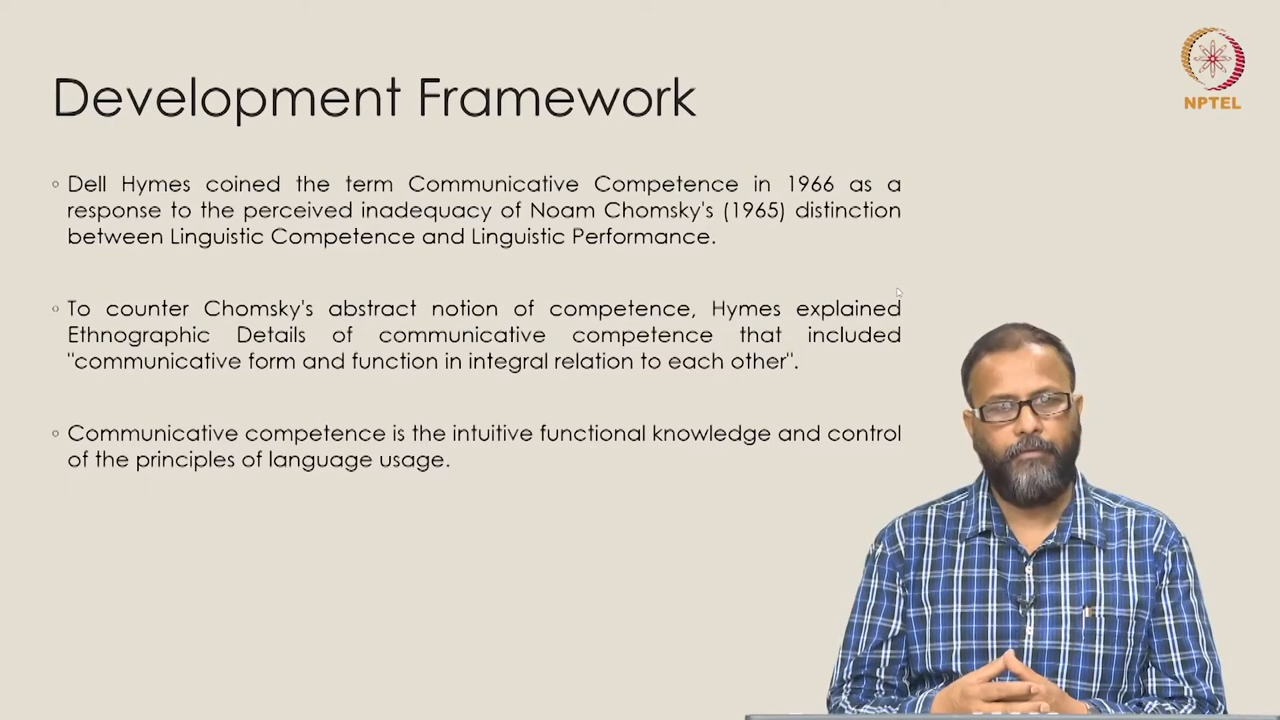 Development Framework
NPTEL
◦ Dell Hymes coined the term Communicative Competence in 1966 as a
response to the perceived inadequacy of Noam Chomsky's (1965) distinction
between Linguistic Competence and Linguistic Performance.
◦ To counter Chomsky's abstract notion of competence, Hymes explained
Ethnographic Details of communicative competence that included
"communicative form and function in integral relation to each other".
◦ Communicative competence is the intuitive functional knowledge and control
of the principles of language usage.